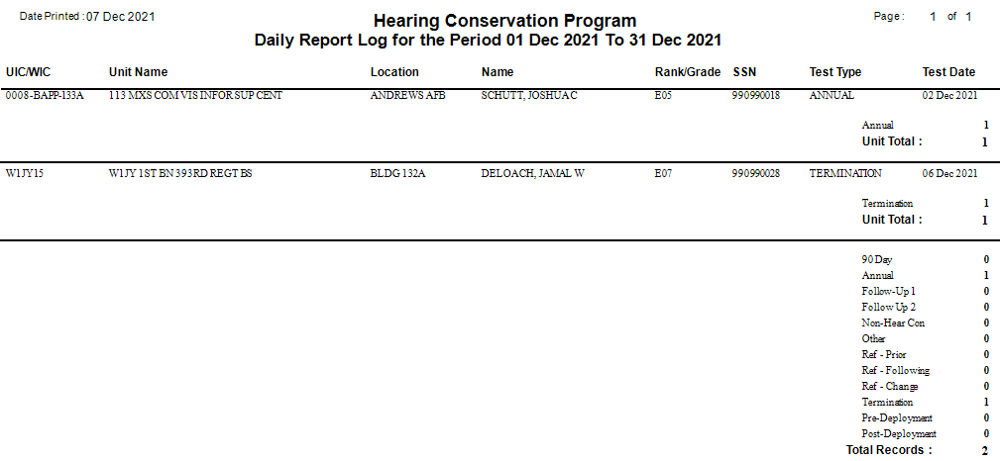 Date Printed : 07 Dec 2021 Hearing Conservation Program Page : 1 of 1
Daily Report Log for the Period 01 Dec 2021 To 31 Dec 2021
UIC/WIC Unit Name Location Name Rank/Grade SSN Test Type Test Date
0008-BAPP-133A 113 MXS COM VIS INFOR SUP CENT ANDREWS AFB SCHUTT, JOSHUA C E05 990990018 ANNUAL 02 Dec 2021
Annual 1
Unit Total : 1
W1JY15 W1JY 1ST BN 393RD REGT BS BLDG 132A DELOACH, JAMAL W E07 990990028 TERMINATION 06 Dec 2021
Termination 1
Unit Total : 1
90 Day 0
Annual 1
Follow-Up 1 0
Follow Up 2 0
Non-Hear Con 0
Other 0
Ref - Prior 0
Ref - Following 0
Ref - Change 0
Termination 1
Pre-Deployment 0
Post-Deployment 0
Total Records : 2